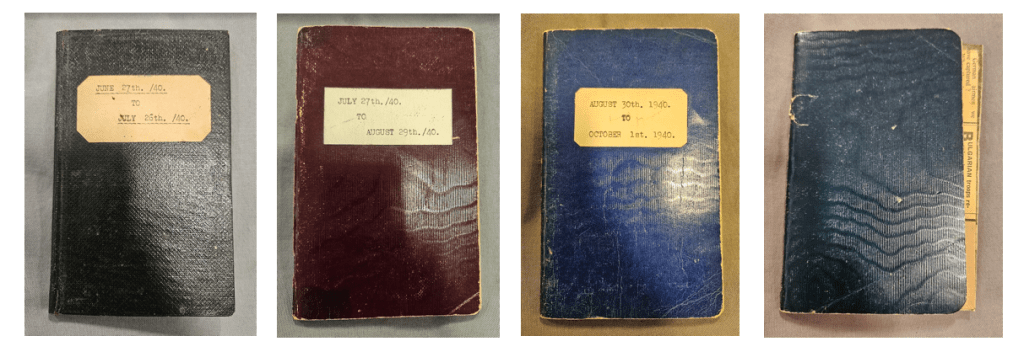 JUNE 27th./40.
TO
JULY 26th./40.
JULY 27th./40.
TO
AUGUST 29th./40.
AUGUST 30th. 1940.
TO
OCTOBER 1st. 1940.
BULGARIAN troops